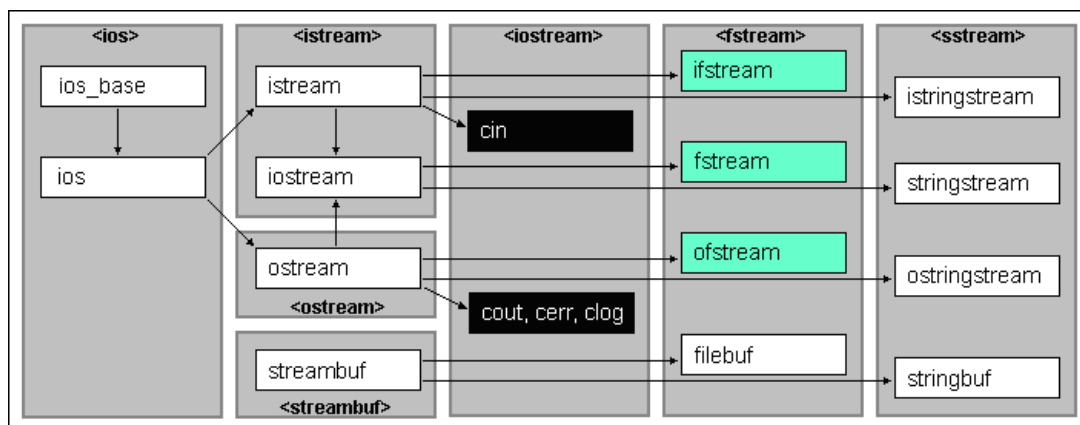 <ios>
ios_base
ios
<istream>
istream
iostream
ostream
<ostream>
streambuf
<streambuf>
<iostream>
cin
cout, cerr, clog
<fstream>
ifstream
fstream
ofstream
filebuf
<sstream>
istringstream
stringstream
ostringstream
stringbuf